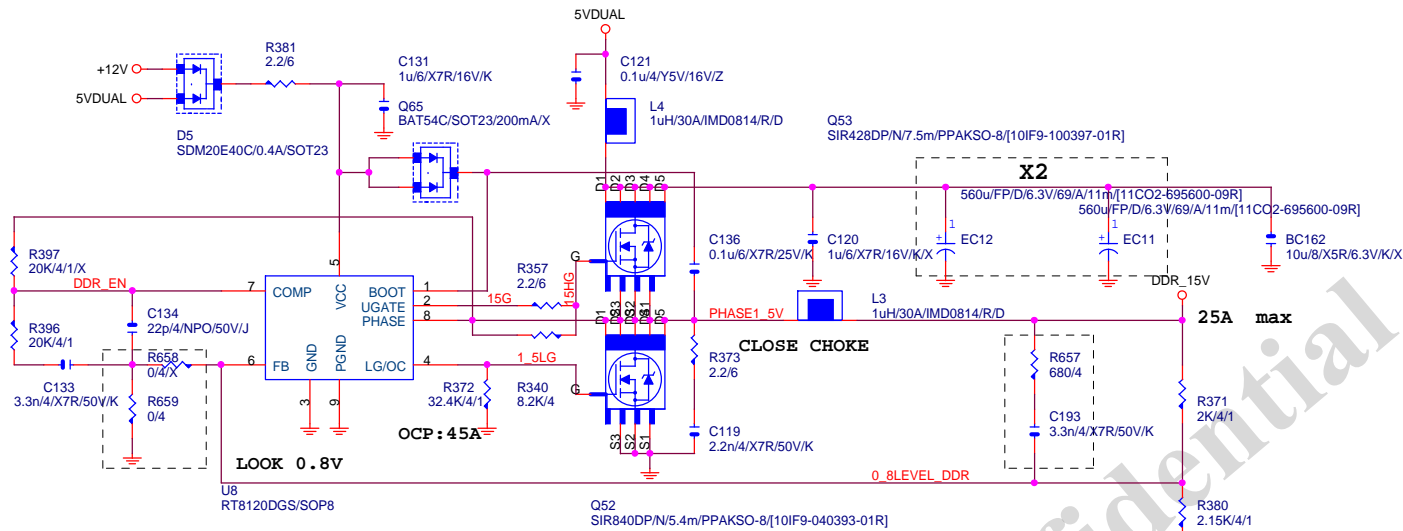 5VDUAL
+12V
5VDUAL
D5
SDM20E40C/0.4A/SOT23
R381
2.2/6
C131
1u/6/X7R/16V/K
Q65
BAT54C/SOT23/200mA/X
C121
0.1u/4/Y5V/16V/Z
L4
1uH/30A/IMD0814/R/D
Q53
SIR428DP/N/7.5m/PPAKSO-8/[10IF9-100397-01R]
X2
560u/FP/D/6.3V/69/A/11m/[11CO2-695600-09R]
560u/FP/D/6.3V/69/A/11m/[11CO2-695600-09R]
1
+
EC12
1
+
EC11
BC162
10u/8/X5R/6.3V/K/X
D1
D2
D3
D4
D5
G
C136
0.1u/6/X7R/25V/K
C120
1u/6/X7R/16V/K/X
R397
20K/4/1/X
DDR_EN
R396
20K/4/1
C134
22p/4/NPO/50V/J
C133
3.3n/4/X7R/50V/K
R658
0/4/X
R659
0/4
7
COMP
6
FB
5
VCC
BOOT
1
UGATE
2
PHASE
8
LG/OC
4
GND
3
PGND
9
U8
RT8120DGS/SOP8
LOOK 0.8V
15G
R357
2.2/6
15HG
1_5LG
R372
32.4K/4/1
R340
8.2K/4
OCP:45A
D1
D5
G
S3
S2
S1
Q52
SIR840DP/N/5.4m/PPAKSO-8/[10IF9-040393-01R]
PHASE1_5V
L3
1uH/30A/IMD0814/R/D
CLOSE CHOKE
R373
2.2/6
C119
2.2n/4/X7R/50V/K
DDR_15V
25A max
R657
680/4
C193
3.3n/4/X7R/50V/K
R371
2K/4/1
0_8LEVEL_DDR
R380
2.15K/4/1